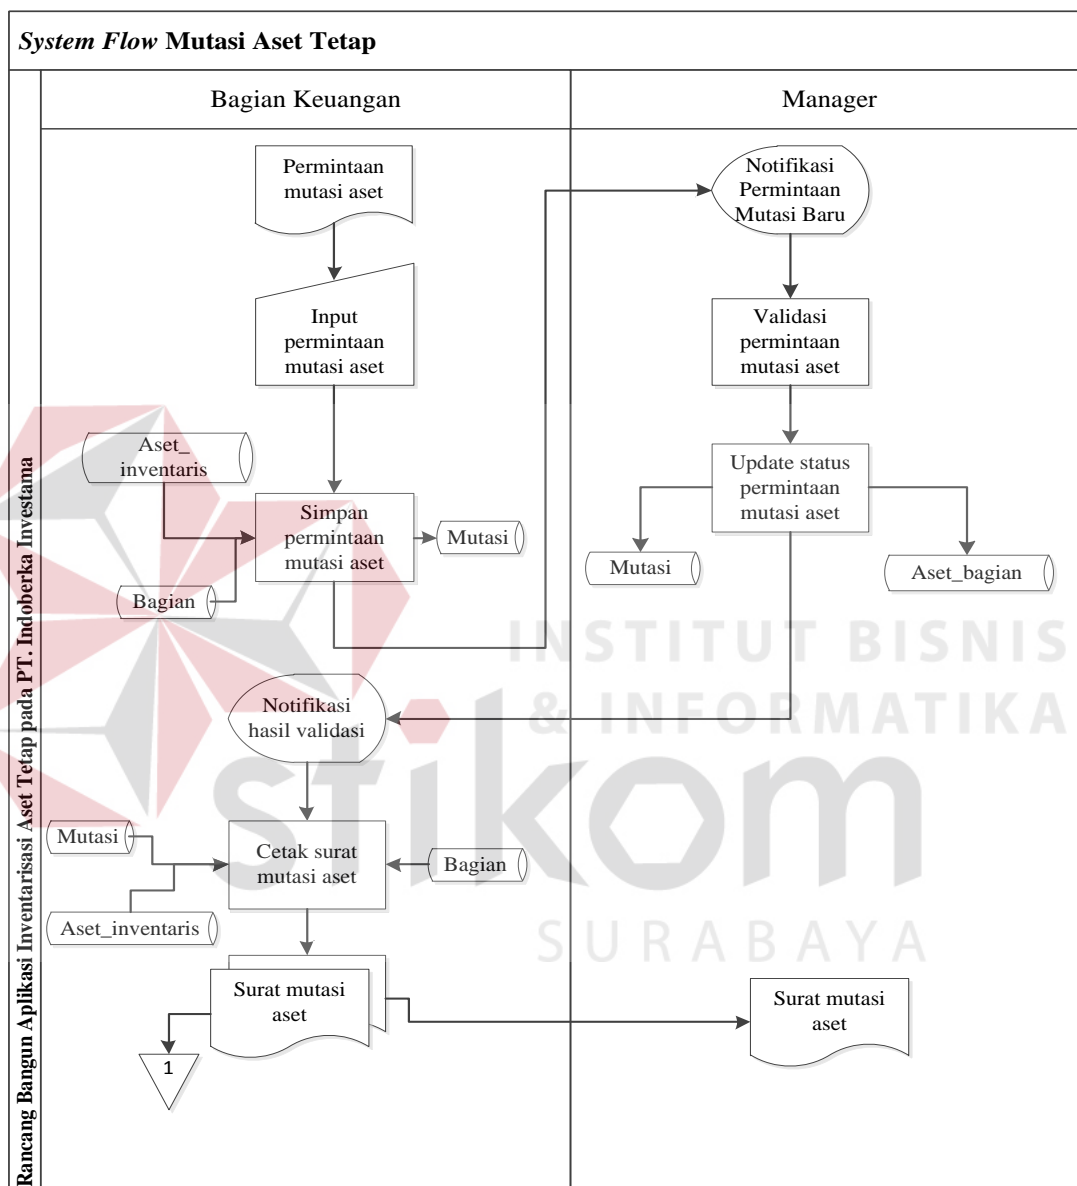 System Flow Mutasi Aset Tetap
Rancang Bangun Aplikasi Inventarisasi Aset Tetap pada PT. Indoberka Investama
Bagian Keuangan
Manager
Permintaan
mutasi aset
Input
permintaan
mutasi aset
Aset_
inventaris
Bagian
Simpan
permintaan
mutasi aset
Mutasi
Notifikasi
Permintaan
Mutasi Baru
Validasi
permintaan
mutasi aset
Update status
permintaan
mutasi aset
Mutasi
Aset_bagian
Notifikasi
hasil validasi
Mutasi
Aset_inventaris
Cetak surat
mutasi aset
Bagian
Surat mutasi
aset
1
Surat mutasi
aset
INSTITUT BISNIS
& INFORMATIKA
stikom
SURABAYA